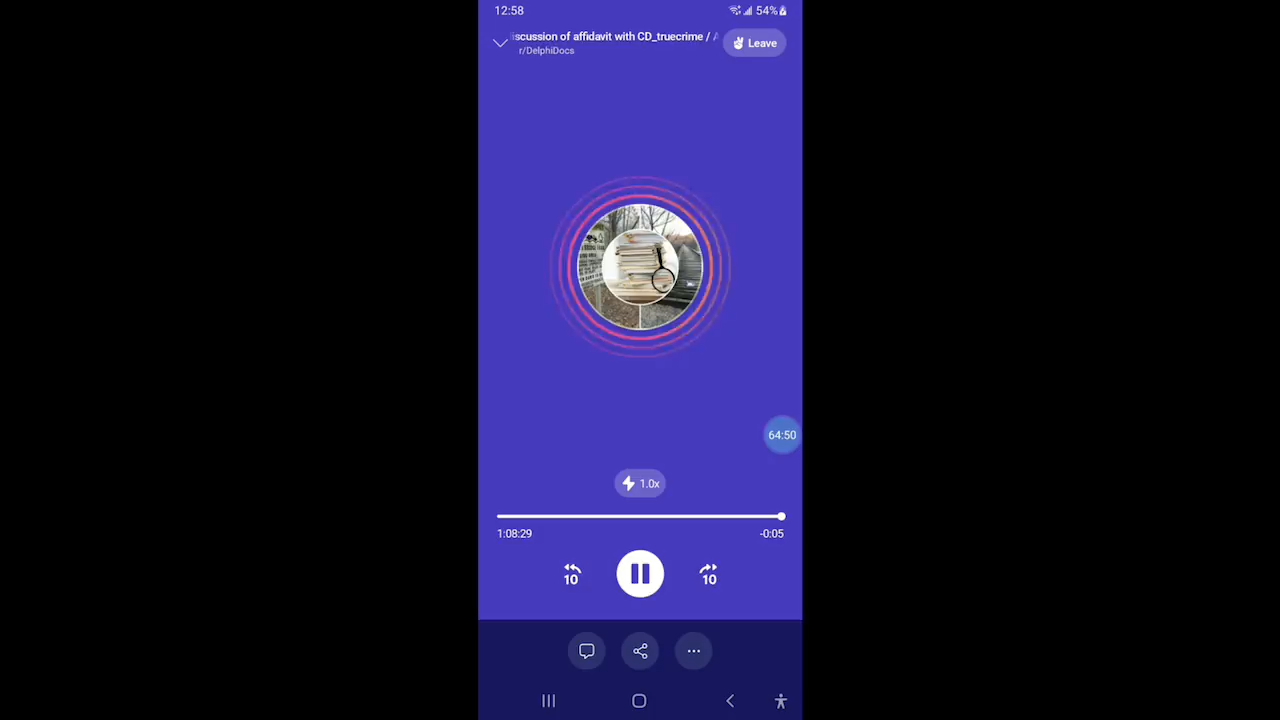 12:58
54%
iscussion of affidavit with CD_truecrime /
r/DelphiDocs
Leave
64:50
1.0x
1:08:29
-0:05
10
10